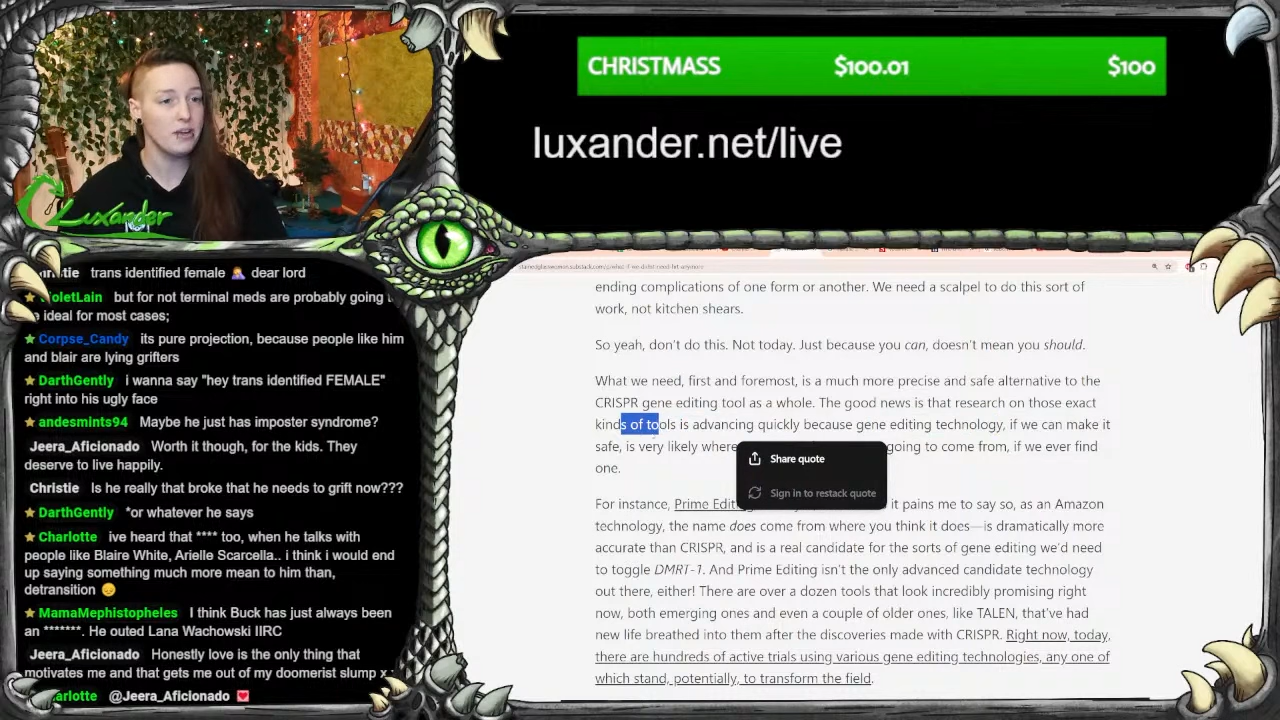 CHRISTMASS $100.01 $100
luxander.net/live
Luxander
trans identified female 🤦 dear lord
VioletLain but for not terminal meds are probably going
ideal for most cases;
Corpse_Candy its pure projection, because people like him
and blair are lying grifters
DarthGently i wanna say "hey trans identified FEMALE"
right into his ugly face
andesmints94 Maybe he just has imposter syndrome?
Jeera_Aficionado Worth it though, for the kids. They
deserve to live happily.
Christie Is he really that broke that he needs to grift now???
DarthGently *or whatever he says
Charlotte ive heard that **** too, when he talks with
people like Blaire White, Arielle Scarcella.. i think i would end
up saying something much more mean to him than,
detransition 😔
MamaMephistopheles I think Buck has just always been
an *******. He outed Lana Wachowski IIRC
Jeera_Aficionado Honestly love is the only thing that
motivates me and that gets me out of my doomerist slump x
arlotte @Jeera_Aficionado 💌
ending complications of one form or another. We need a scalpel to do this sort of
work, not kitchen shears.
So yeah, don't do this. Not today. Just because you can, doesn't mean you should.
What we need, first and foremost, is a much more precise and safe alternative to the
CRISPR gene editing tool as a whole. The good news is that research on those exact
kinds of tools is advancing quickly because gene editing technology, if we can make it
safe, is very likely where going to come from, if we ever find
one.
Share quote
Sign in to restack quote
For instance, Prime Edit it pains me to say so, as an Amazon
technology, the name does come from where you think it does—is dramatically more
accurate than CRISPR, and is a real candidate for the sorts of gene editing we'd need
to toggle DMRT-1. And Prime Editing isn't the only advanced candidate technology
out there, either! There are over a dozen tools that look incredibly promising right
now, both emerging ones and even a couple of older ones, like TALEN, that've had
new life breathed into them after the discoveries made with CRISPR. Right now, today,
there are hundreds of active trials using various gene editing technologies, any one of
which stand, potentially, to transform the field.